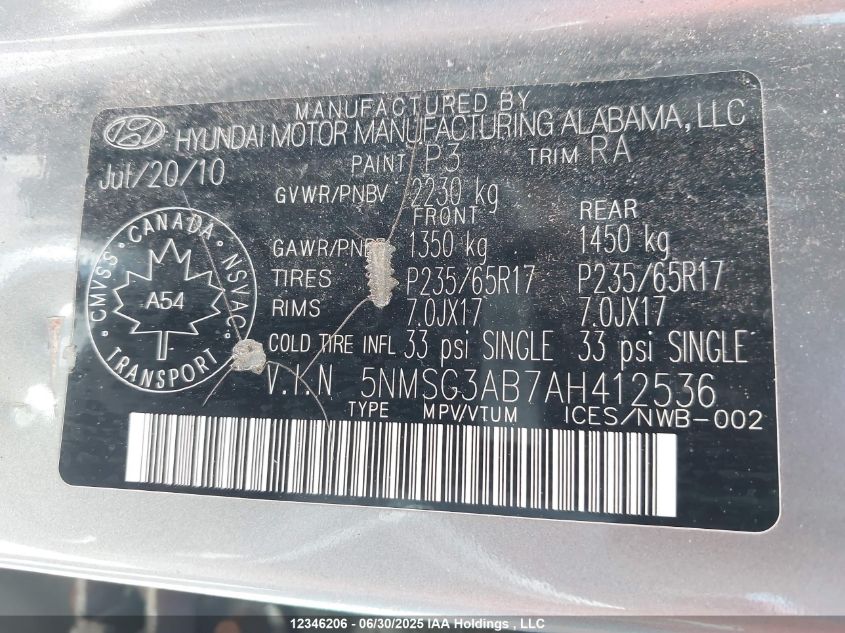 MANUFACTURED BY
HYUNDAI MOTOR MANUFACTURING ALABAMA, LLC
Jul/20/10
PAINT P3 TRIM RA
GVWR/PNBV 2230 kg
FRONT REAR
GAWR/PNBE 1350 kg 1450 kg
TIRES P235/65R17 P235/65R17
RIMS 7.0JX17 7.0JX17
COLD TIRE INFL 33 psi SINGLE 33 psi SINGLE
V.I.N 5NMSG3AB7AH412536
TYPE MPV/VTUM ICES/NWB-002
CANADA
CMVSS NSVAC
A54
TRANSPORT
12346206 - 06/30/2025 IAA Holdings , LLC